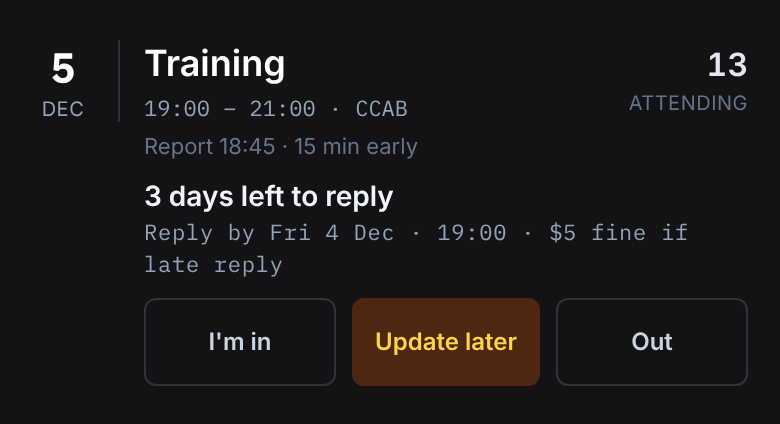 5
DEC
Training
19:00 – 21:00 · CCAB
Report 18:45 · 15 min early
13
ATTENDING
3 days left to reply
Reply by Fri 4 Dec · 19:00 · $5 fine if
late reply
I'm in
Update later
Out